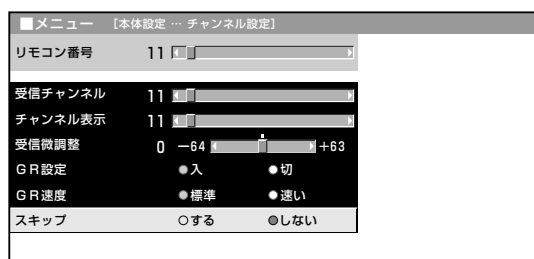 ■メニュー [本体設定 … チャンネル設定]
リモコン番号 11
受信チャンネル 11
チャンネル表示 11
受信微調整 0 −64 +63
GR設定 ●入 ●切
GR速度 ●標準 ●速い
スキップ ○する ●しない